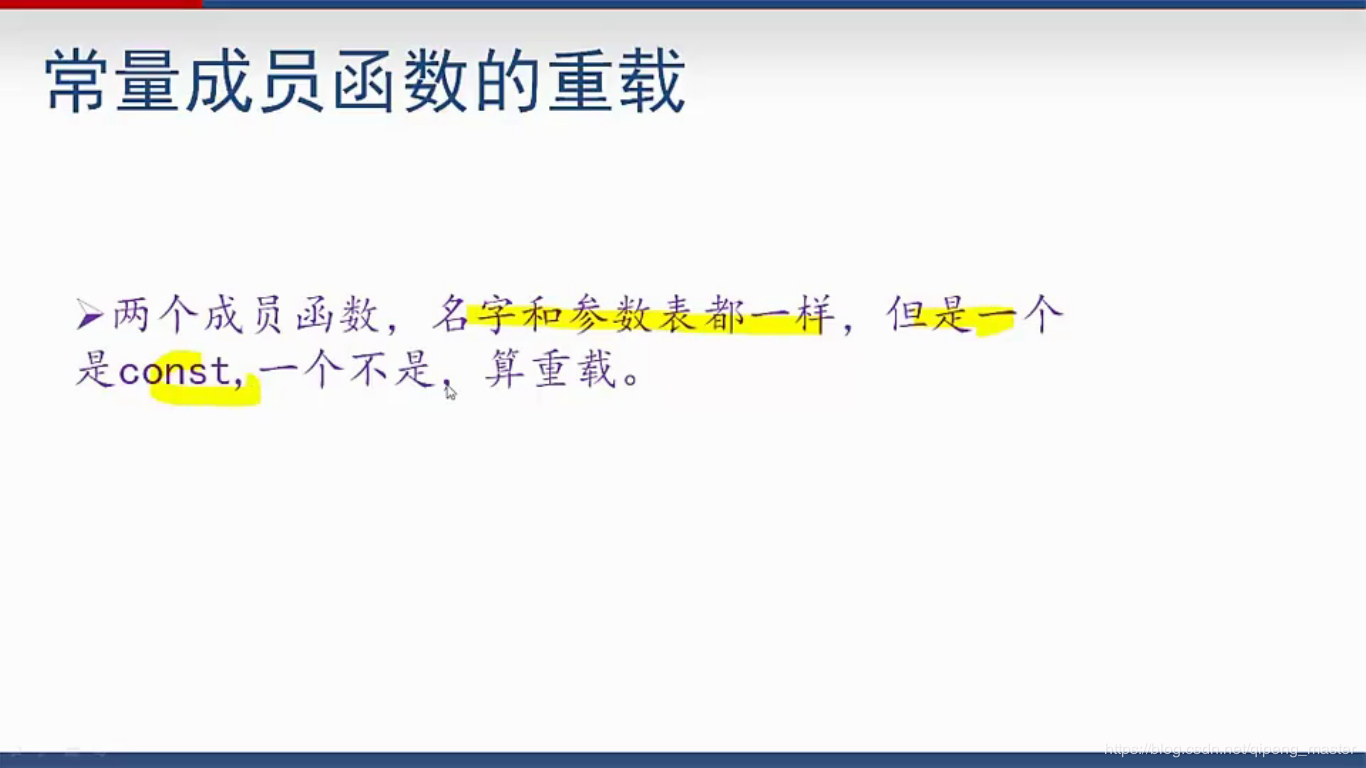 常量成员函数的重载
➢两个成员函数，名字和参数表都一样，但是一个
是const,一个不是，算重载。
https://blog.csdn.net/qipeng_master